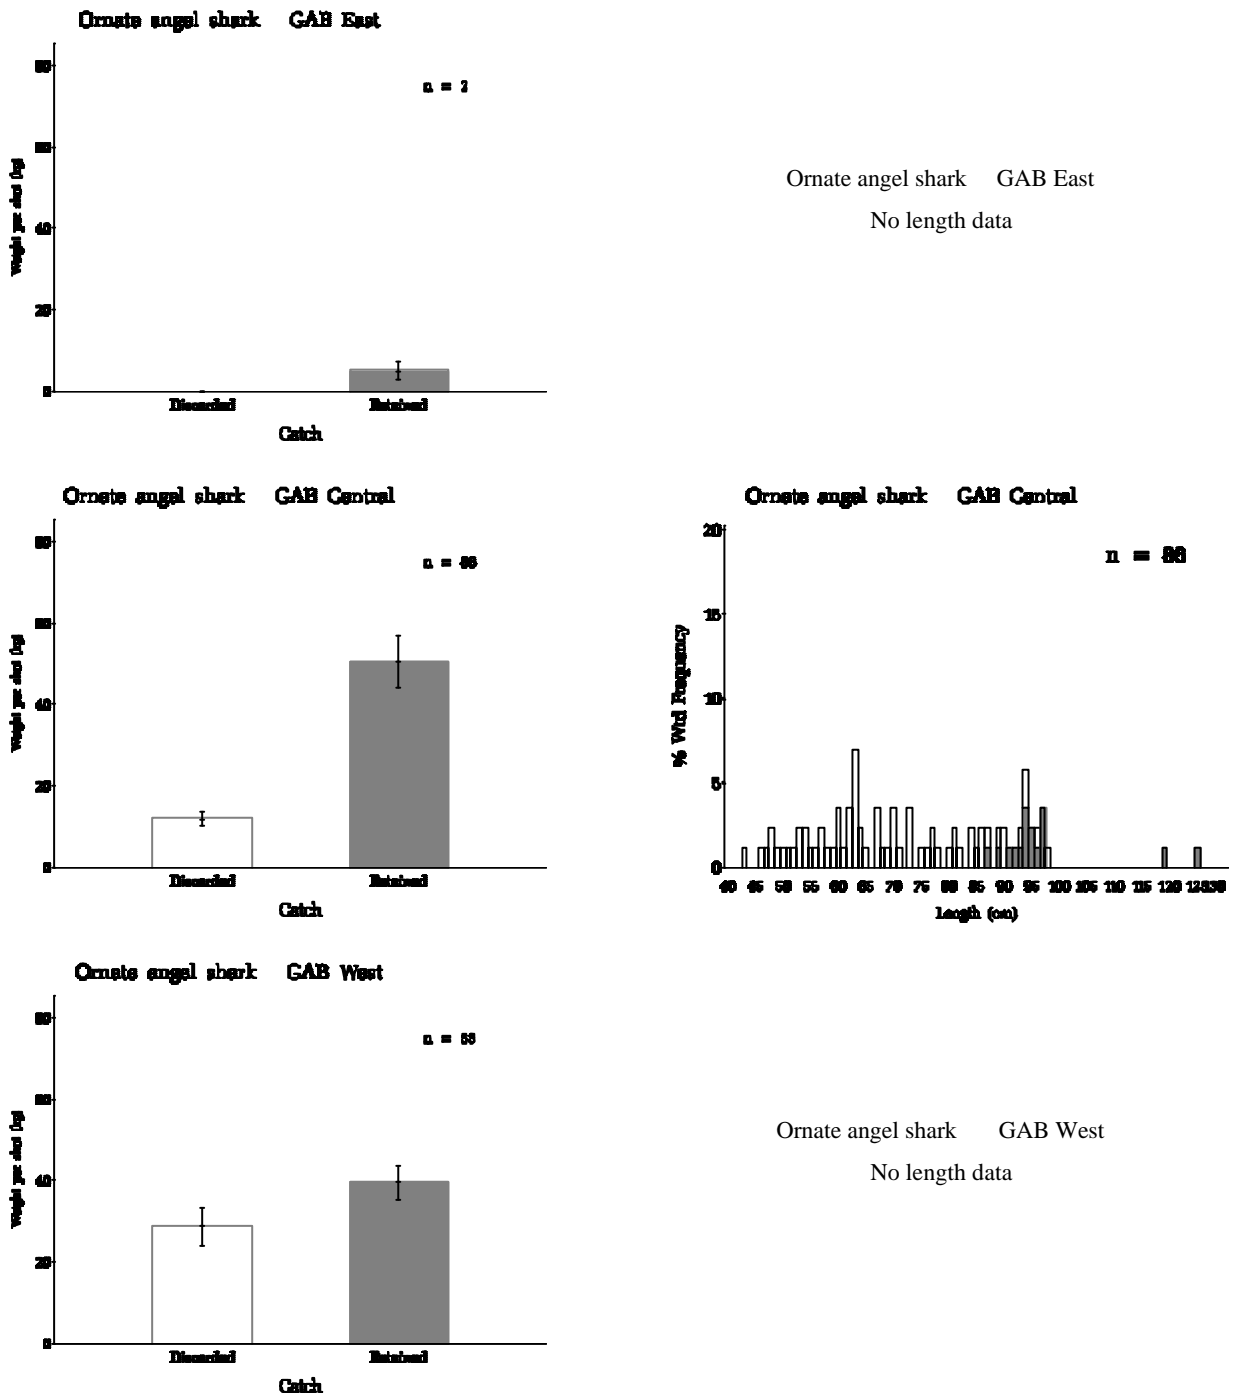 Ornate angel shark GAB East
80
n = 2
60
Weight per shot (kg)
40
20
0
Discarded Retained
Catch
Ornate angel shark GAB East
No length data
Ornate angel shark GAB Central
80
n =
60
Weight per shot (kg)
40
20
0
Discarded Retained
Catch
Ornate angel shark GAB Central
20
n =
15
% Wtd Frequency
10
5
0
40 45 50 55 60 65 70 75 80 85 90 95 100 105 110 115 120 125 130
Length (cm)
Ornate angel shark GAB West
80
n =
60
Weight per shot (kg)
40
20
0
Discarded Retained
Catch
Ornate angel shark GAB West
No length data